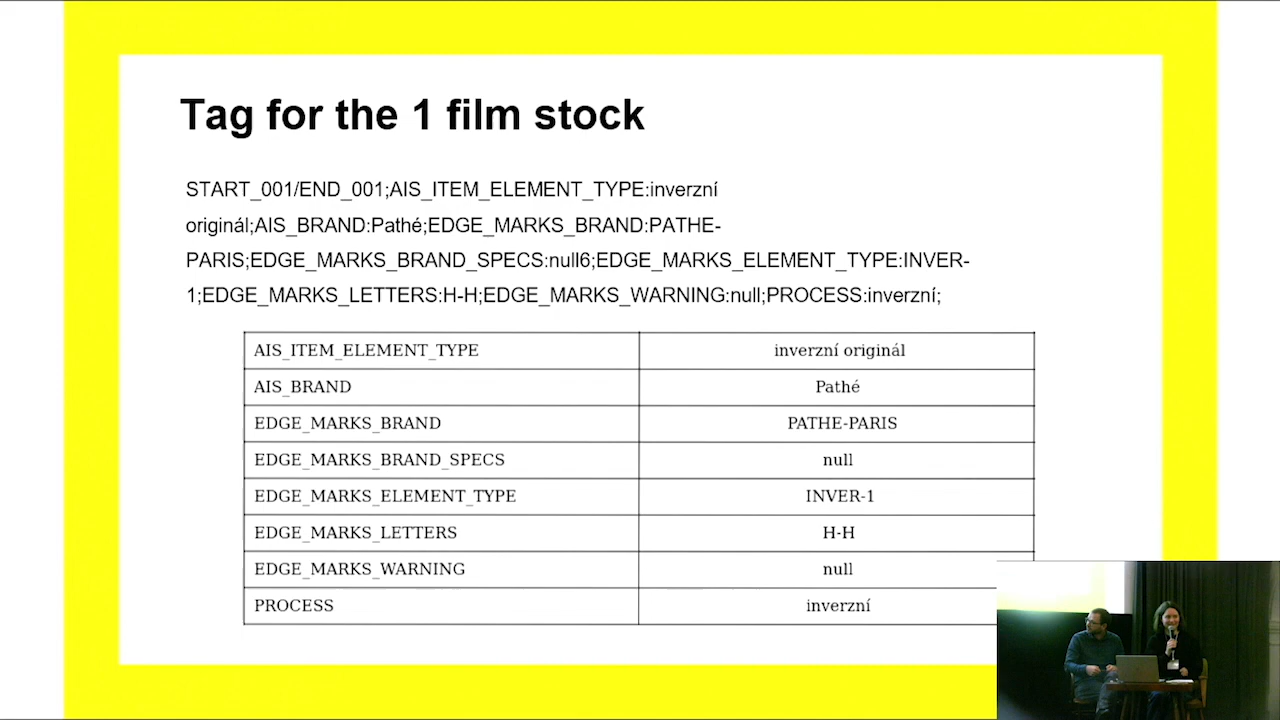 Tag for the 1 film stock
START_001/END_001;AIS_ITEM_ELEMENT_TYPE:inverzní
originál;AIS_BRAND:Pathé;EDGE_MARKS_BRAND:PATHE-
PARIS;EDGE_MARKS_BRAND_SPECS:null6;EDGE_MARKS_ELEMENT_TYPE:INVER-
1;EDGE_MARKS_LETTERS:H-H;EDGE_MARKS_WARNING:null;PROCESS:inverzní;
AIS_ITEM_ELEMENT_TYPE inverzní originál
AIS_BRAND Pathé
EDGE_MARKS_BRAND PATHE-PARIS
EDGE_MARKS_BRAND_SPECS null
EDGE_MARKS_ELEMENT_TYPE INVER-1
EDGE_MARKS_LETTERS H-H
EDGE_MARKS_WARNING null
PROCESS inverzní